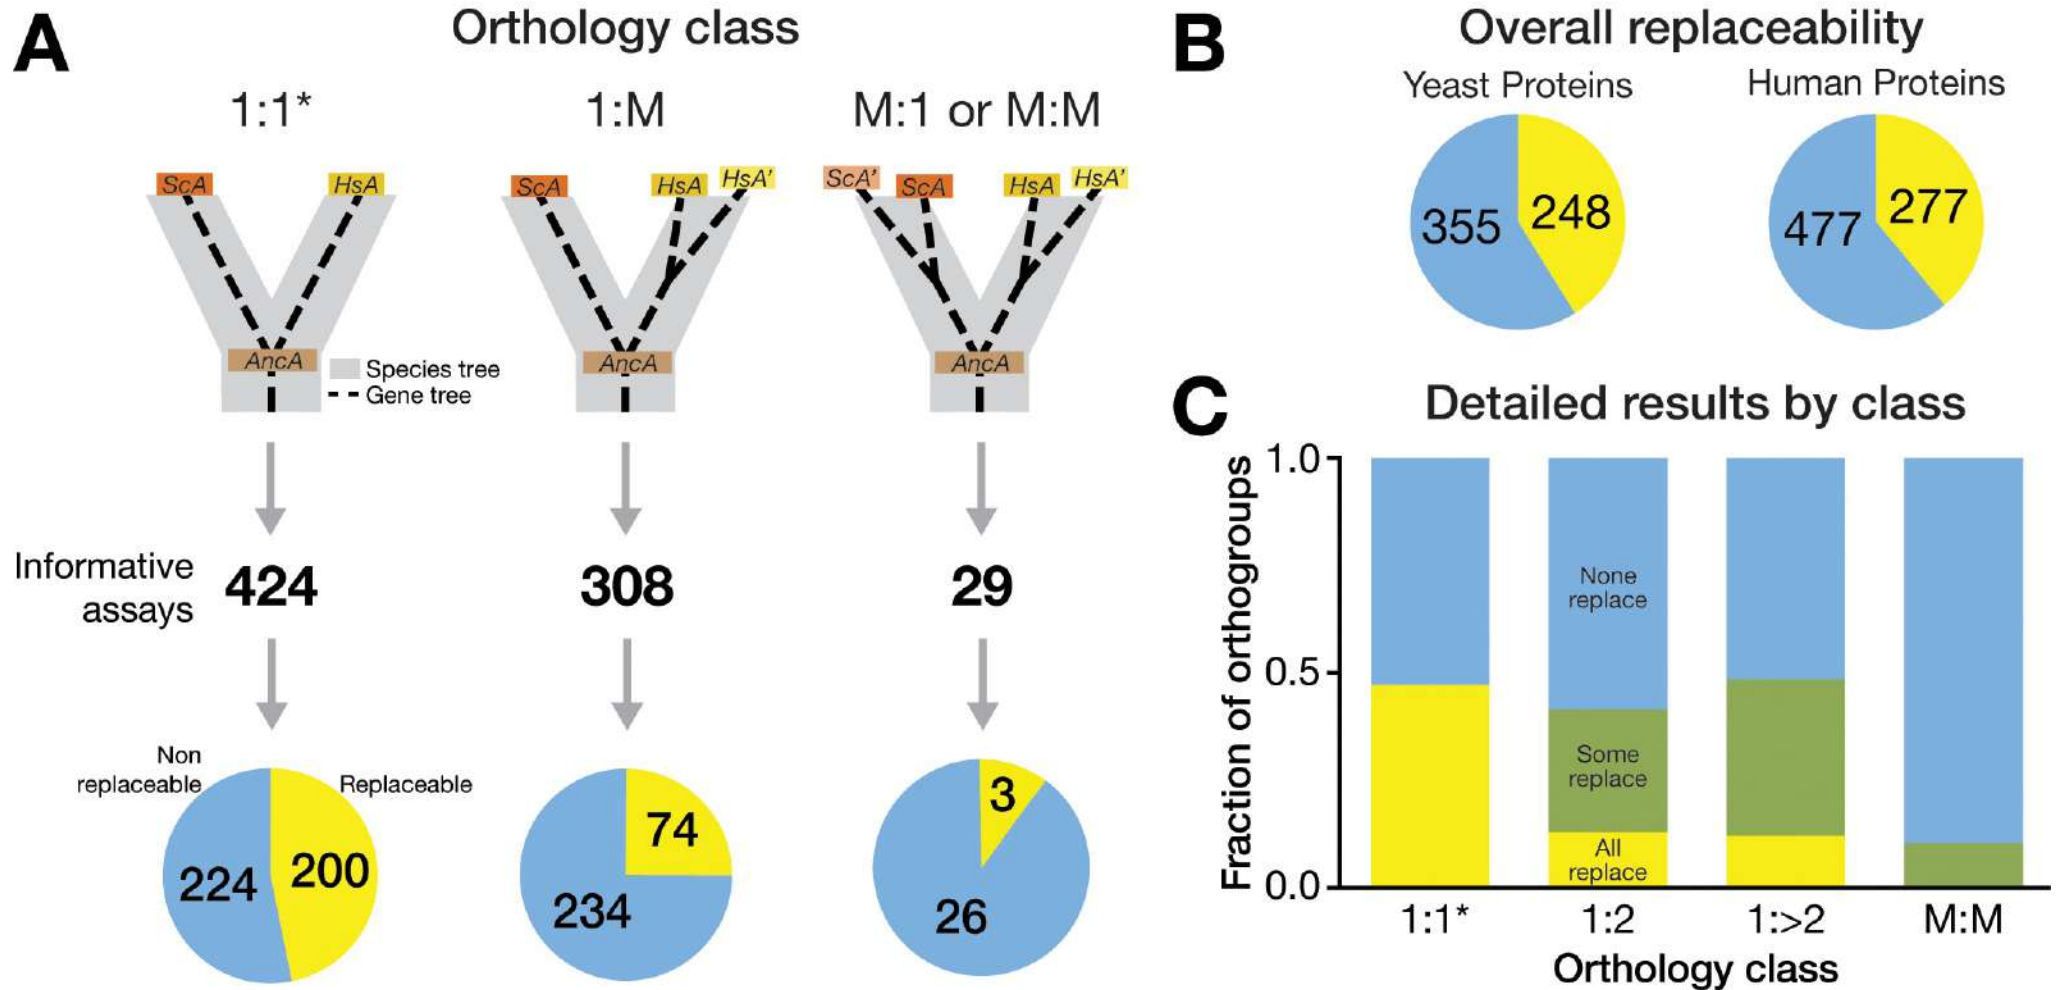 A
Orthology class
1:1*
1:M
M:1 or M:M
ScA
HsA
ScA
HsA
HsA'
ScA'
ScA
HsA
HsA'
AncA
AncA
AncA
Species tree
Gene tree
Informative
assays
424
308
29
Non
replaceable
Replaceable
224
200
74
234
3
26
B
Overall replaceability
Yeast Proteins
Human Proteins
355
248
477
277
C
Detailed results by class
Fraction of orthogroups
1.0
0.5
0.0
None
replace
Some
replace
All
replace
1:1*
1:2
1:>2
M:M
Orthology class